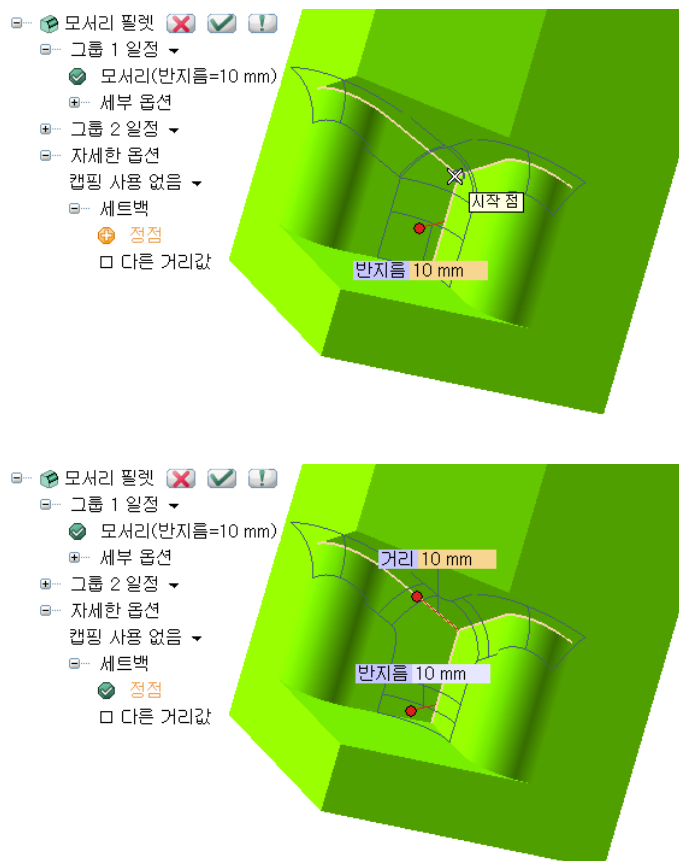 모서리 필렛
그룹 1 일정
모서리(반지름=10 mm)
세부 옵션
그룹 2 일정
자세한 옵션
캡핑 사용 없음
세트백
정점
다른 거리값
시작 점
반지름 10 mm
모서리 필렛
그룹 1 일정
모서리(반지름=10 mm)
세부 옵션
그룹 2 일정
자세한 옵션
캡핑 사용 없음
세트백
정점
다른 거리값
거리 10 mm
반지름 10 mm